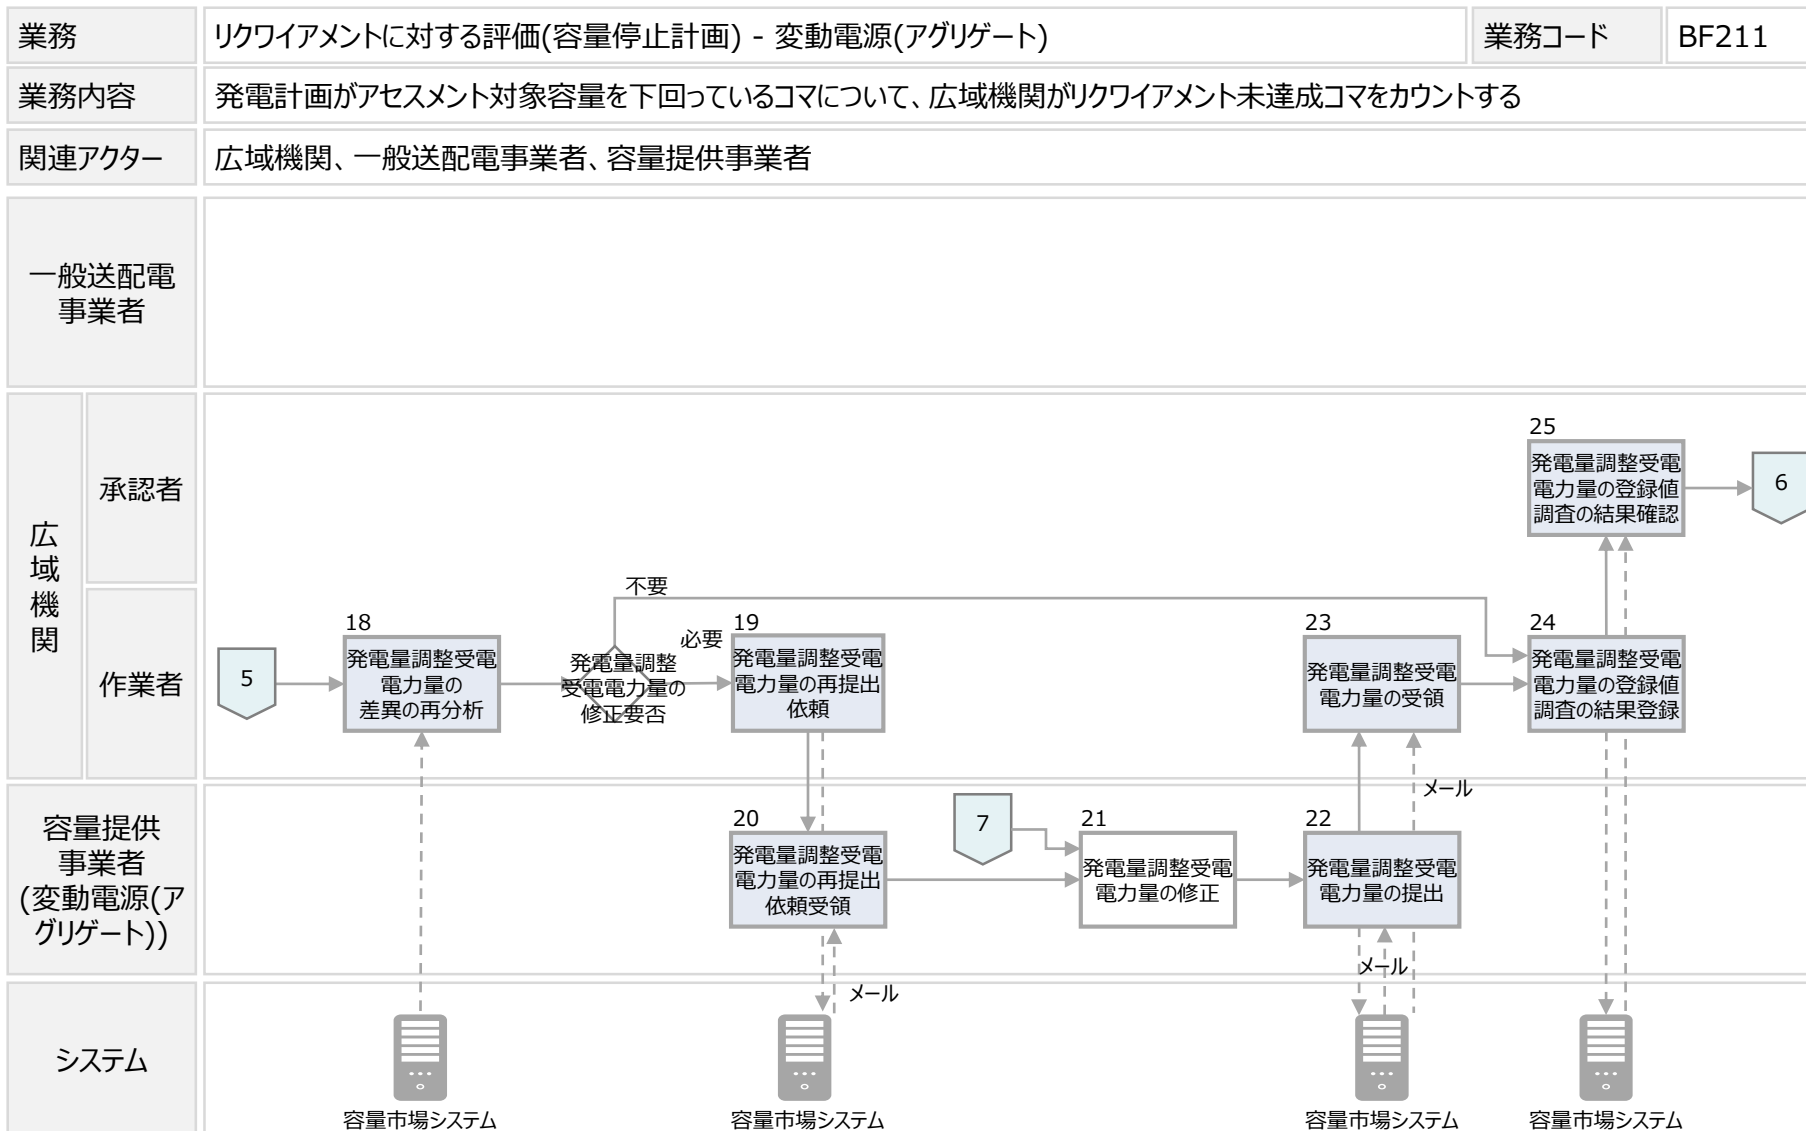 業務
リクワイアメントに対する評価(容量停止計画) - 変動電源(アグリゲート)
業務コード
BF211
業務内容
発電計画がアセスメント対象容量を下回っているコマについて、広域機関がリクワイアメント未達成コマをカウントする
関連アクター
広域機関、一般送配電事業者、容量提供事業者
一般送配電
事業者
広域機関
承認者
25
発電量調整受電
電力量の登録値
調査の結果確認
6
作業者
5
18
発電量調整受電
電力量の
差異の再分析
発電量調整
受電電力量の
修正要否
不要
必要
19
発電量調整受電
電力量の再提出
依頼
23
発電量調整受電
電力量の受領
24
発電量調整受電
電力量の登録値
調査の結果登録
容量提供
事業者
(変動電源(ア
グリゲート))
20
発電量調整受電
電力量の再提出
依頼受領
7
21
発電量調整受電
電力量の修正
22
発電量調整受電
電力量の提出
メール
メール
メール
システム
容量市場システム
容量市場システム
容量市場システム
容量市場システム